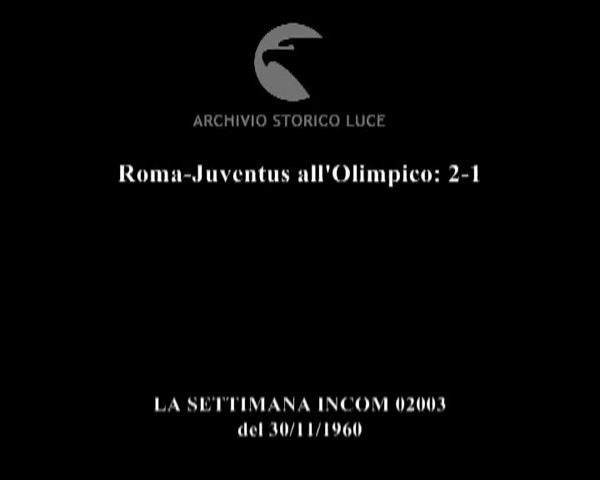 ARCHIVIO STORICO LUCE
Roma-Juventus all'Olimpico: 2-1
LA SETTIMANA INCOM 02003
del 30/11/1960